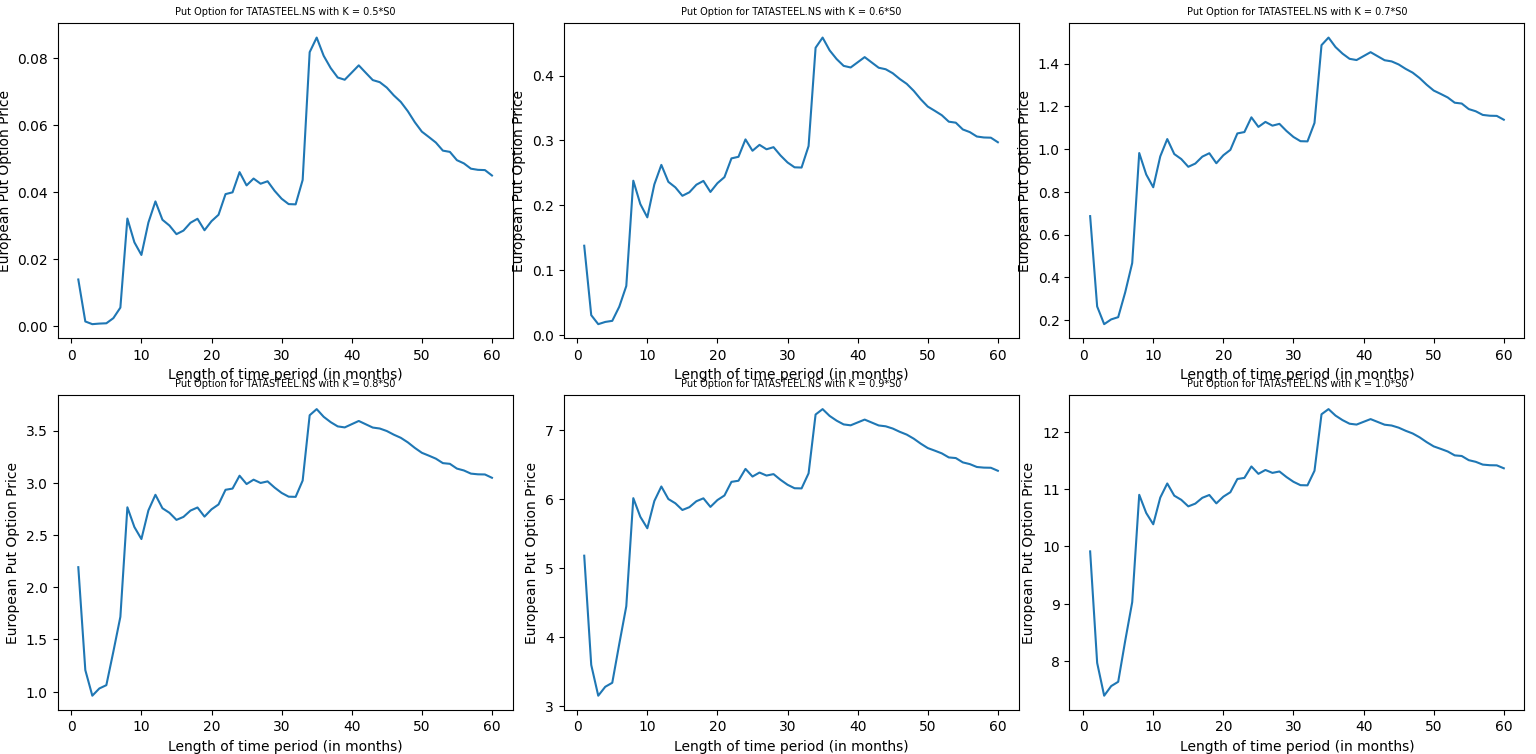 Put Option for TATASTEEL.NS with K = 0.5*S0
European Put Option Price
0.08
0.06
0.04
0.02
0.00
0 10 20 30 40 50 60
Length of time period (in months)
Put Option for TATASTEEL.NS with K = 0.6*S0
European Put Option Price
0.4
0.3
0.2
0.1
0.0
0 10 20 30 40 50 60
Length of time period (in months)
Put Option for TATASTEEL.NS with K = 0.7*S0
European Put Option Price
1.4
1.2
1.0
0.8
0.6
0.4
0.2
0 10 20 30 40 50 60
Length of time period (in months)
Put Option for TATASTEEL.NS with K = 0.8*S0
European Put Option Price
3.5
3.0
2.5
2.0
1.5
1.0
0 10 20 30 40 50 60
Length of time period (in months)
Put Option for TATASTEEL.NS with K = 0.9*S0
European Put Option Price
7
6
5
4
3
0 10 20 30 40 50 60
Length of time period (in months)
Put Option for TATASTEEL.NS with K = 1.0*S0
European Put Option Price
12
11
10
9
8
0 10 20 30 40 50 60
Length of time period (in months)